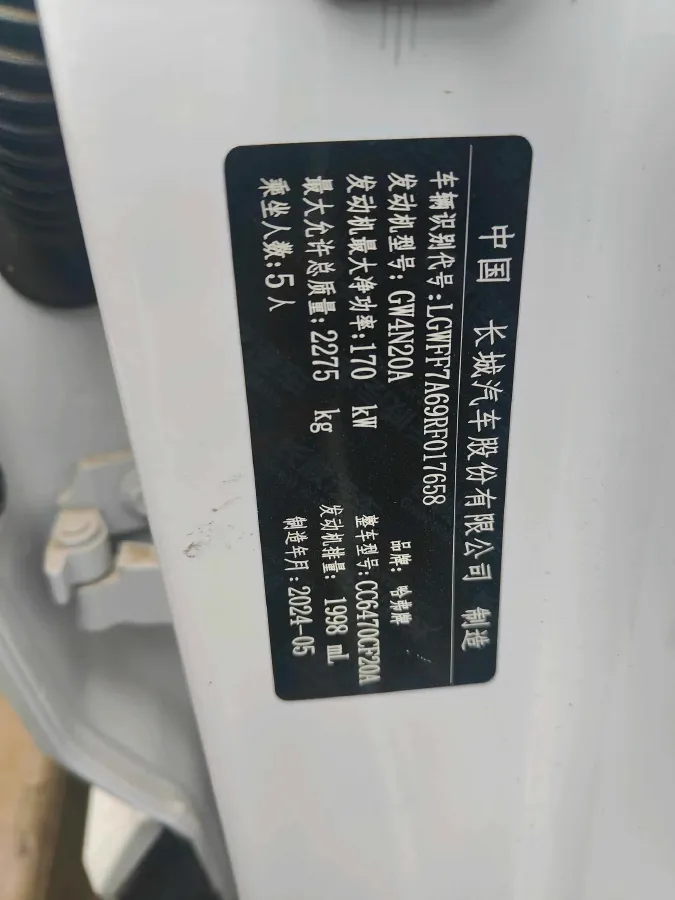 中国 长城汽车股份有限公司 制造
车辆识别代号:LGWFF7A69RF017658
发动机型号:GW4N20A 品牌: 哈弗牌
发动机最大净功率:170 kW 整车型号:CC6470CF20A
最大允许总质量:2275 kg 发动机排量: 1998 mL
乘坐人数:5人 制造年月:2024-05